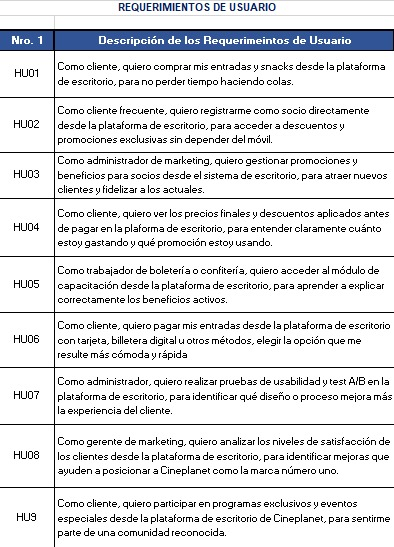 REQUERIMIENTOS DE USUARIO
Nro. 1
Descripción de los Requerimeintos de Usuario
HU01
Como cliente, quiero comprar mis entradas y snacks desde la plataforma
de escritorio, para no perder tiempo haciendo colas.
HU02
Como cliente frecuente, quiero registrarme como socio directamente
desde la plataforma de escritorio, para acceder a descuentos y
promociones exclusivas sin depender del móvil.
HU03
Como administrador de marketing, quiero gestionar promociones y
beneficios para socios desde el sistema de escritorio, para atraer nuevos
clientes y fidelizar a los actuales.
HU04
Como cliente, quiero ver los precios finales y descuentos aplicados antes
de pagar en la plaforma de escritorio, para entender claramente cuánto
estoy gastando y qué promoción estoy usando.
HU05
Como trabajador de boletería o confitería, quiero acceder al módulo de
capacitación desde la plataforma de escritorio, para aprender a explicar
correctamente los beneficios activos.
HU06
Como cliente, quiero pagar mis entradas desde la plataforma de escritorio
con tarjeta, billetera digital u otros métodos, elegir la opción que me
resulte más cómoda y rápida
HU07
Como administrador, quiero realizar pruebas de usabilidad y test A/B en la
plataforma de escritorio, para identificar qué diseño o proceso mejora más
la experiencia del cliente.
HU08
Como gerente de marketing, quiero analizar los niveles de satisfacción de
los clientes desde la plataforma de escritorio, para identificar mejoras que
ayuden a posicionar a Cineplanet como la marca número uno.
HU9
Como cliente, quiero participar en programas exclusivos y eventos
especiales desde la plataforma de escritorio de Cineplanet, para sentirme
parte de una comunidad reconocida.